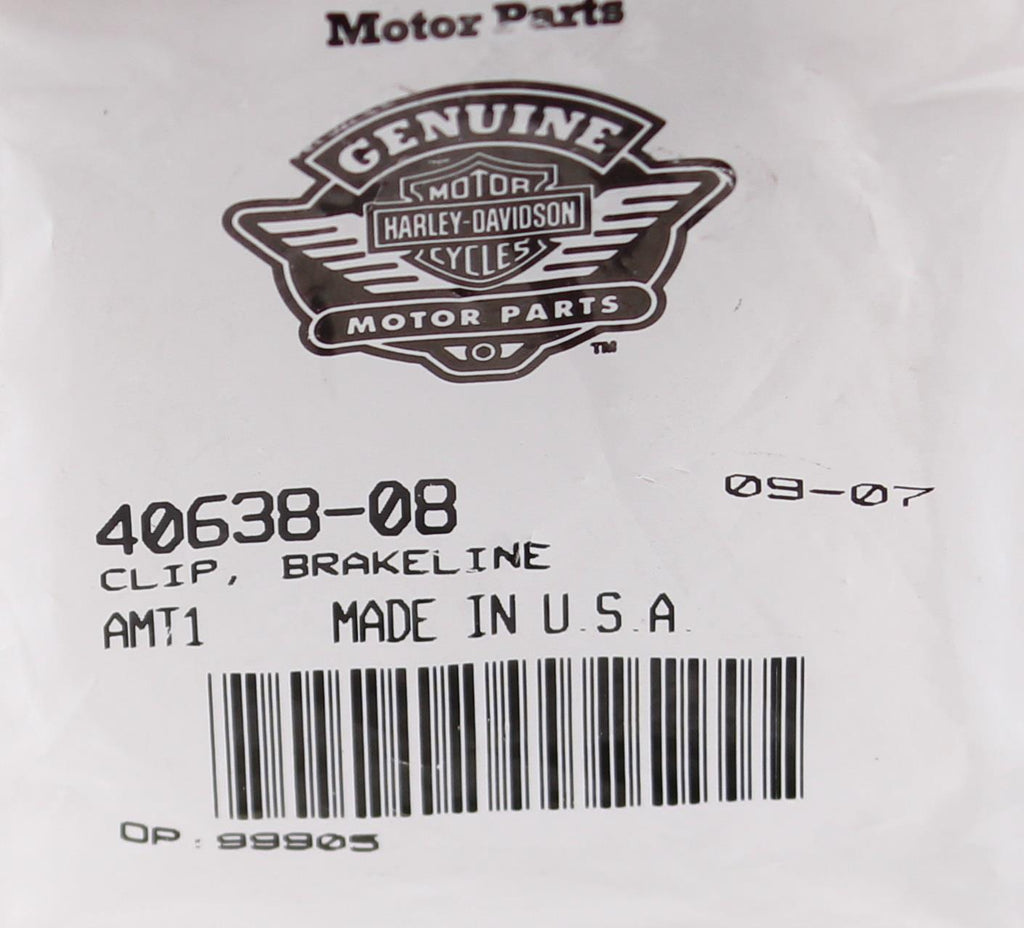 Motor Parts
GENUINE
MOTOR
HARLEY-DAVIDSON
CYCLES
MOTOR PARTS
TM
40638-08
09-07
CLIP, BRAKELINE
AMT1 MADE IN U.S.A.
OP: 99905